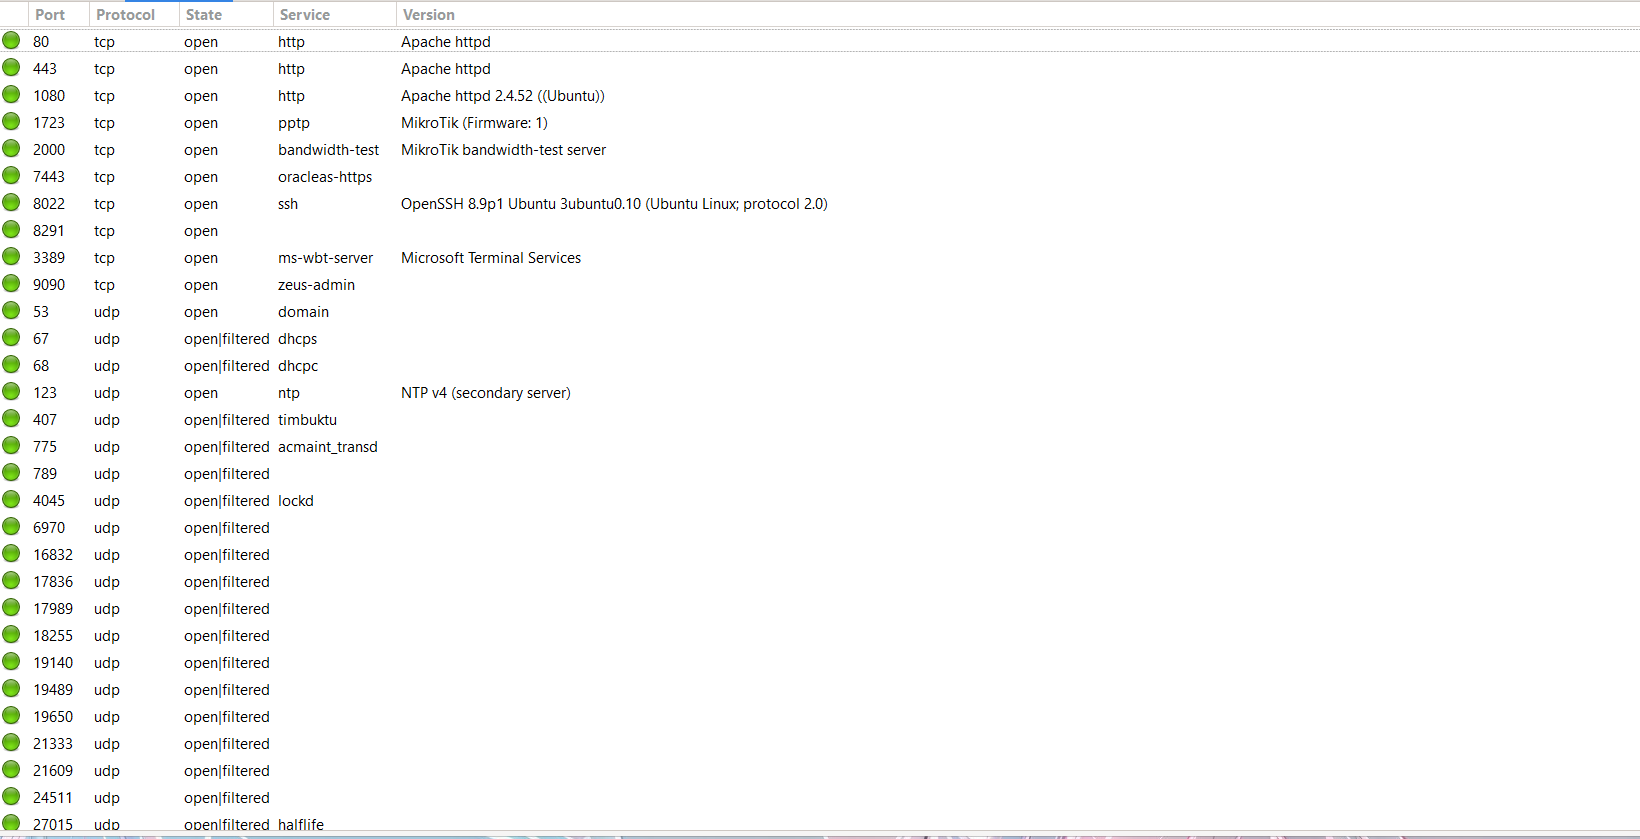 Port Protocol State Service Version
80 tcp open http Apache httpd
443 tcp open http Apache httpd
1080 tcp open http Apache httpd 2.4.52 ((Ubuntu))
1723 tcp open pptp MikroTik (Firmware: 1)
2000 tcp open bandwidth-test MikroTik bandwidth-test server
7443 tcp open oracleas-https
8022 tcp open ssh OpenSSH 8.9p1 Ubuntu 3ubuntu0.10 (Ubuntu Linux; protocol 2.0)
8291 tcp open
3389 tcp open ms-wbt-server Microsoft Terminal Services
9090 tcp open zeus-admin
53 udp open domain
67 udp open|filtered dhcps
68 udp open|filtered dhcpc
123 udp open ntp NTP v4 (secondary server)
407 udp open|filtered timbuktu
775 udp open|filtered acmaint_transd
789 udp open|filtered
4045 udp open|filtered lockd
6970 udp open|filtered
16832 udp open|filtered
17836 udp open|filtered
17989 udp open|filtered
18255 udp open|filtered
19140 udp open|filtered
19489 udp open|filtered
19650 udp open|filtered
21333 udp open|filtered
21609 udp open|filtered
24511 udp open|filtered
27015 udp open|filtered halflife